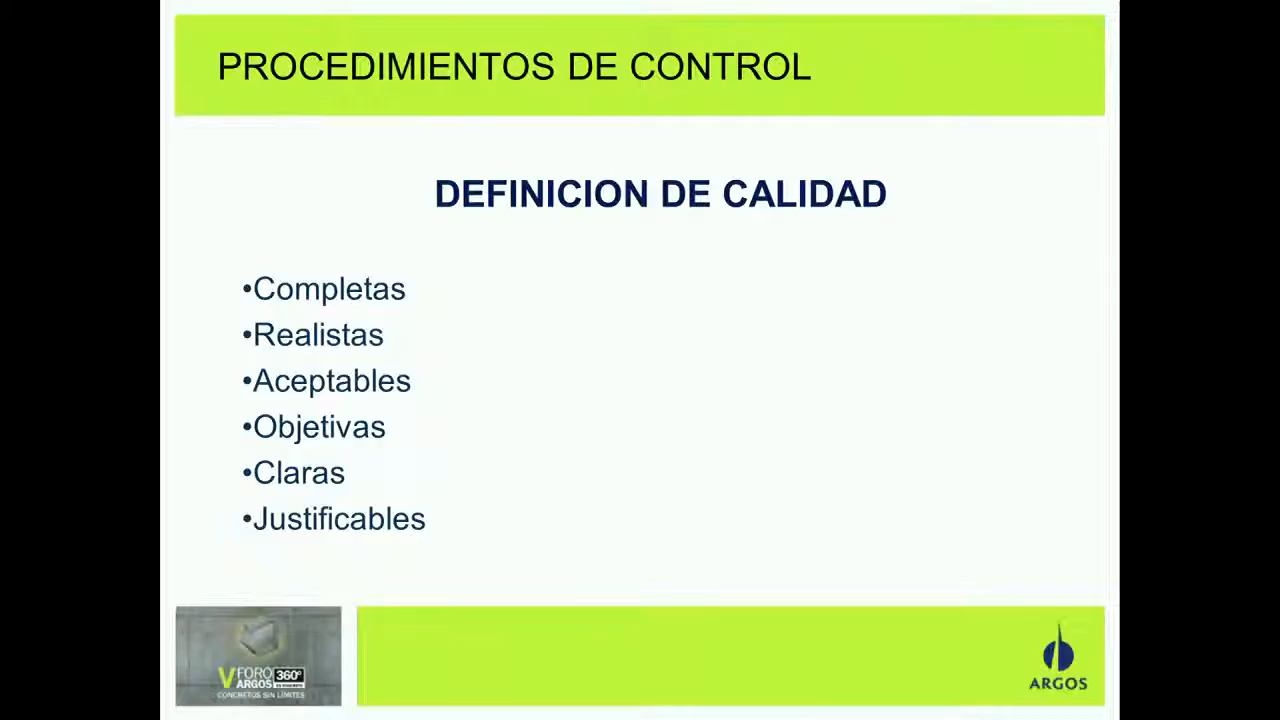 PROCEDIMIENTOS DE CONTROL
DEFINICION DE CALIDAD
•Completas
•Realistas
•Aceptables
•Objetivas
•Claras
•Justificables
V FORO 360°
ARGOS
CONCRETOS SIN LÍMITES
ARGOS